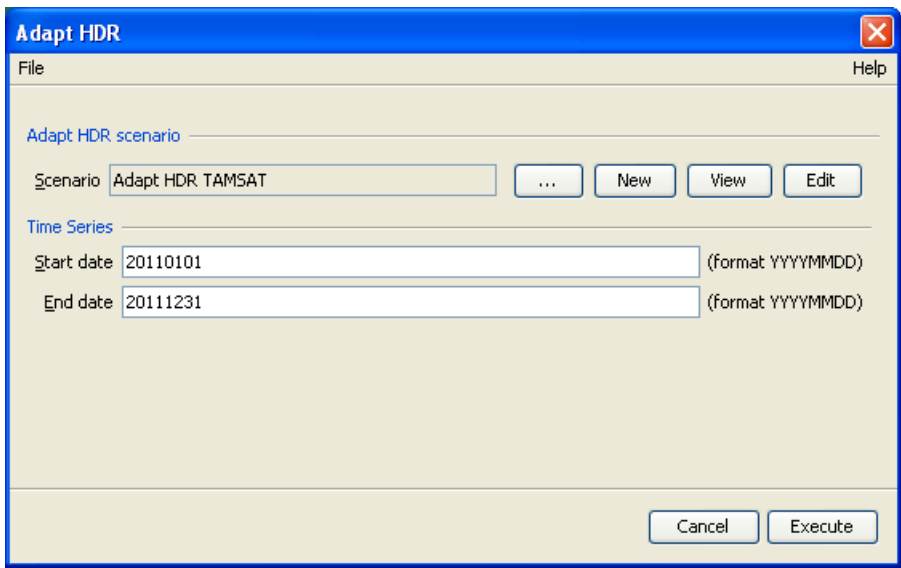 Adapt HDR
File Help
Adapt HDR scenario
Scenario Adapt HDR TAMSAT ... New View Edit
Time Series
Start date 20110101 (format YYYYMMDD)
End date 20111231 (format YYYYMMDD)
Cancel Execute